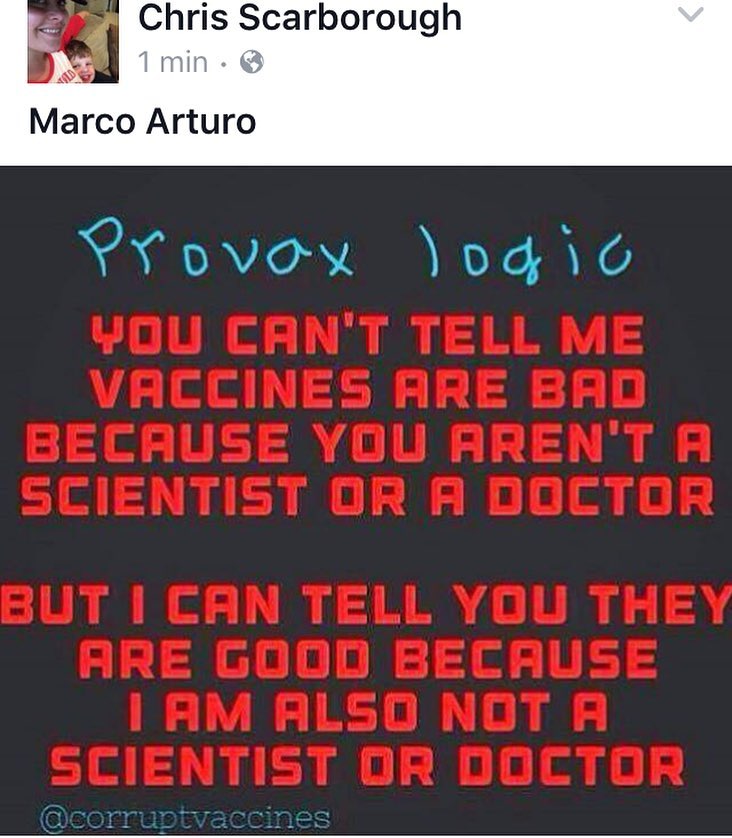 Chris Scarborough
1 min ·
Marco Arturo
Provax logic
YOU CAN'T TELL ME
VACCINES ARE BAD
BECAUSE YOU AREN'T A
SCIENTIST OR A DOCTOR
BUT I CAN TELL YOU THEY
ARE GOOD BECAUSE
I AM ALSO NOT A
SCIENTIST OR DOCTOR
@corruptvaccines